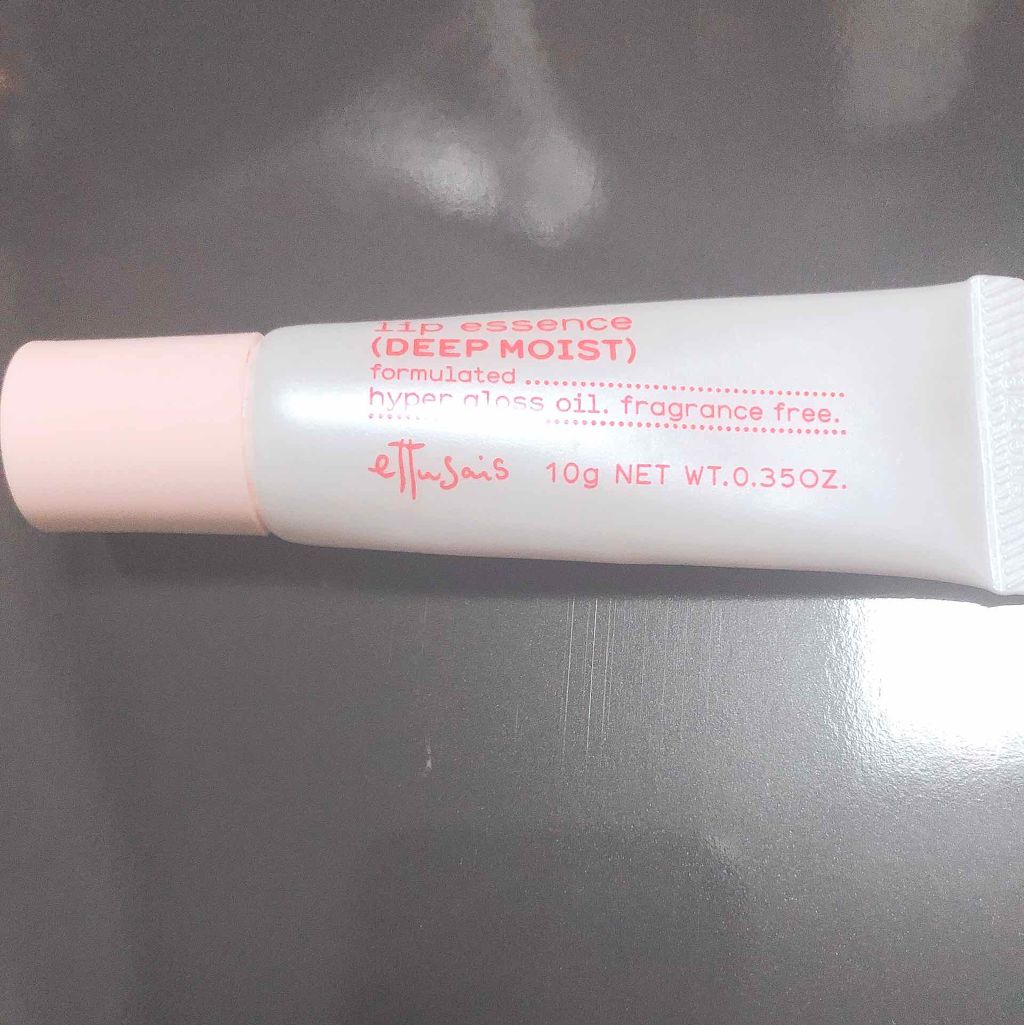 lip essence
(DEEP MOIST)
formulated
hyper gloss oil. fragrance free.
ettusais 10g NET WT.0.35OZ.